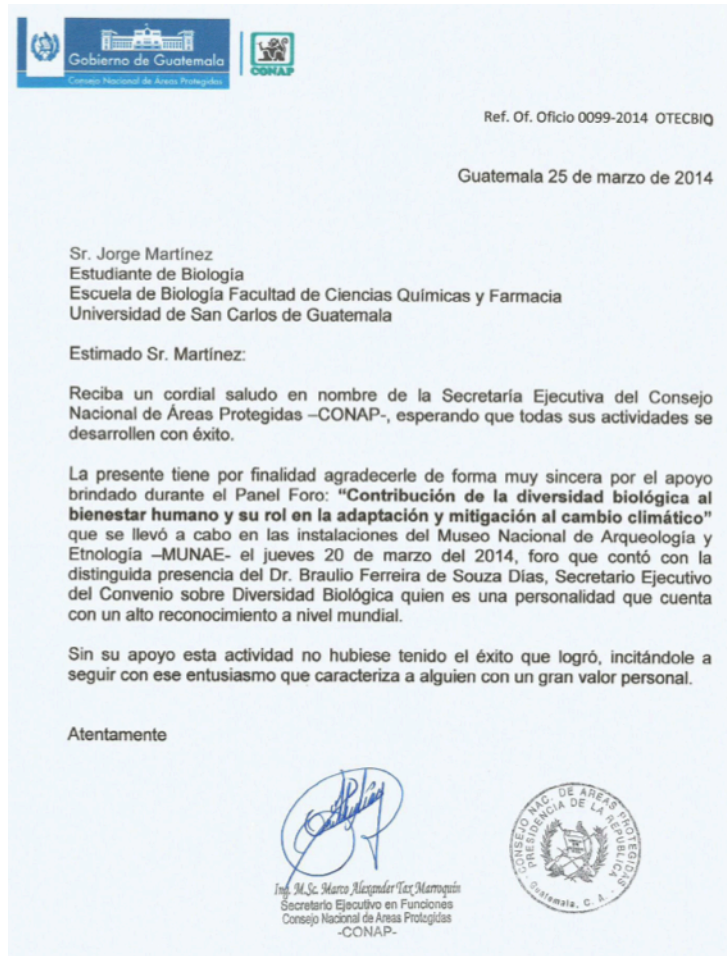 Gobierno de Guatemala
Consejo Nacional de Areas Protegidas
CONAP
Ref. Of. Oficio 0099-2014 OTECBIO
Guatemala 25 de marzo de 2014
Sr. Jorge Martínez
Estudiante de Biología
Escuela de Biología Facultad de Ciencias Químicas y Farmacia
Universidad de San Carlos de Guatemala
Estimado Sr. Martínez:
Reciba un cordial saludo en nombre de la Secretaría Ejecutiva del Consejo
Nacional de Áreas Protegidas –CONAP-, esperando que todas sus actividades se
desarrollen con éxito.
La presente tiene por finalidad agradecerle de forma muy sincera por el apoyo
brindado durante el Panel Foro: “Contribución de la diversidad biológica al
bienestar humano y su rol en la adaptación y mitigación al cambio climático”
que se llevó a cabo en las instalaciones del Museo Nacional de Arqueología y
Etnología –MUNAE- el jueves 20 de marzo del 2014, foro que contó con la
distinguida presencia del Dr. Braulio Ferreira de Souza Días, Secretario Ejecutivo
del Convenio sobre Diversidad Biológica quien es una personalidad que cuenta
con un alto reconocimiento a nivel mundial.
Sin su apoyo esta actividad no hubiese tenido el éxito que logró, incitándole a
seguir con ese entusiasmo que caracteriza a alguien con un gran valor personal.
Atentamente
Ing. M.Sc. Marco Alexander Tax Marroquín
Secretario Ejecutivo en Funciones
Consejo Nacional de Areas Protegidas
-CONAP-
CONSEJO NAC. DE AREAS PROTEGIDAS
PRESIDENCIA DE LA REPUBLICA
Guatemala, C. A.